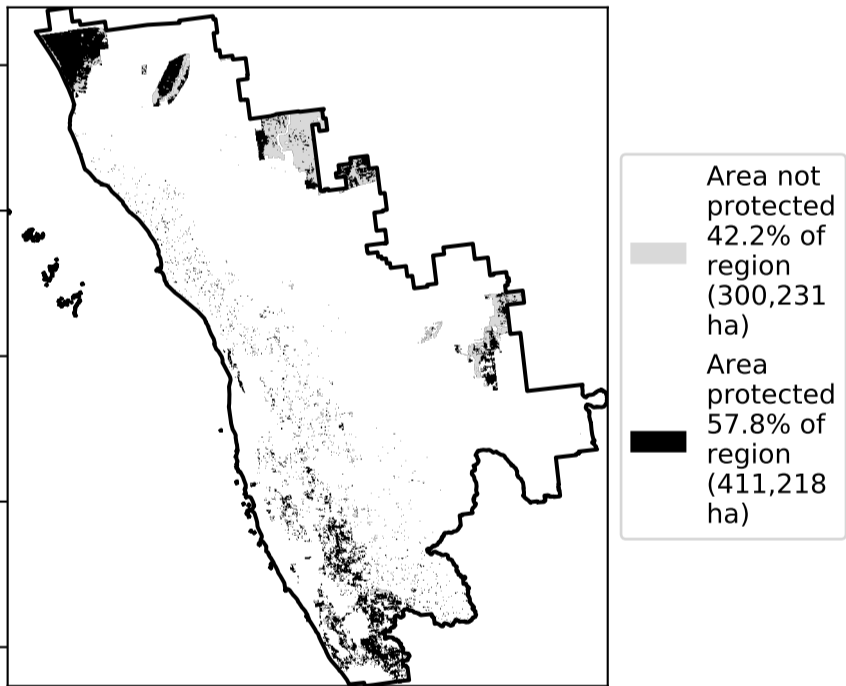 Area not
protected
42.2% of
region
(300,231
ha)
Area
protected
57.8% of
region
(411,218
ha)